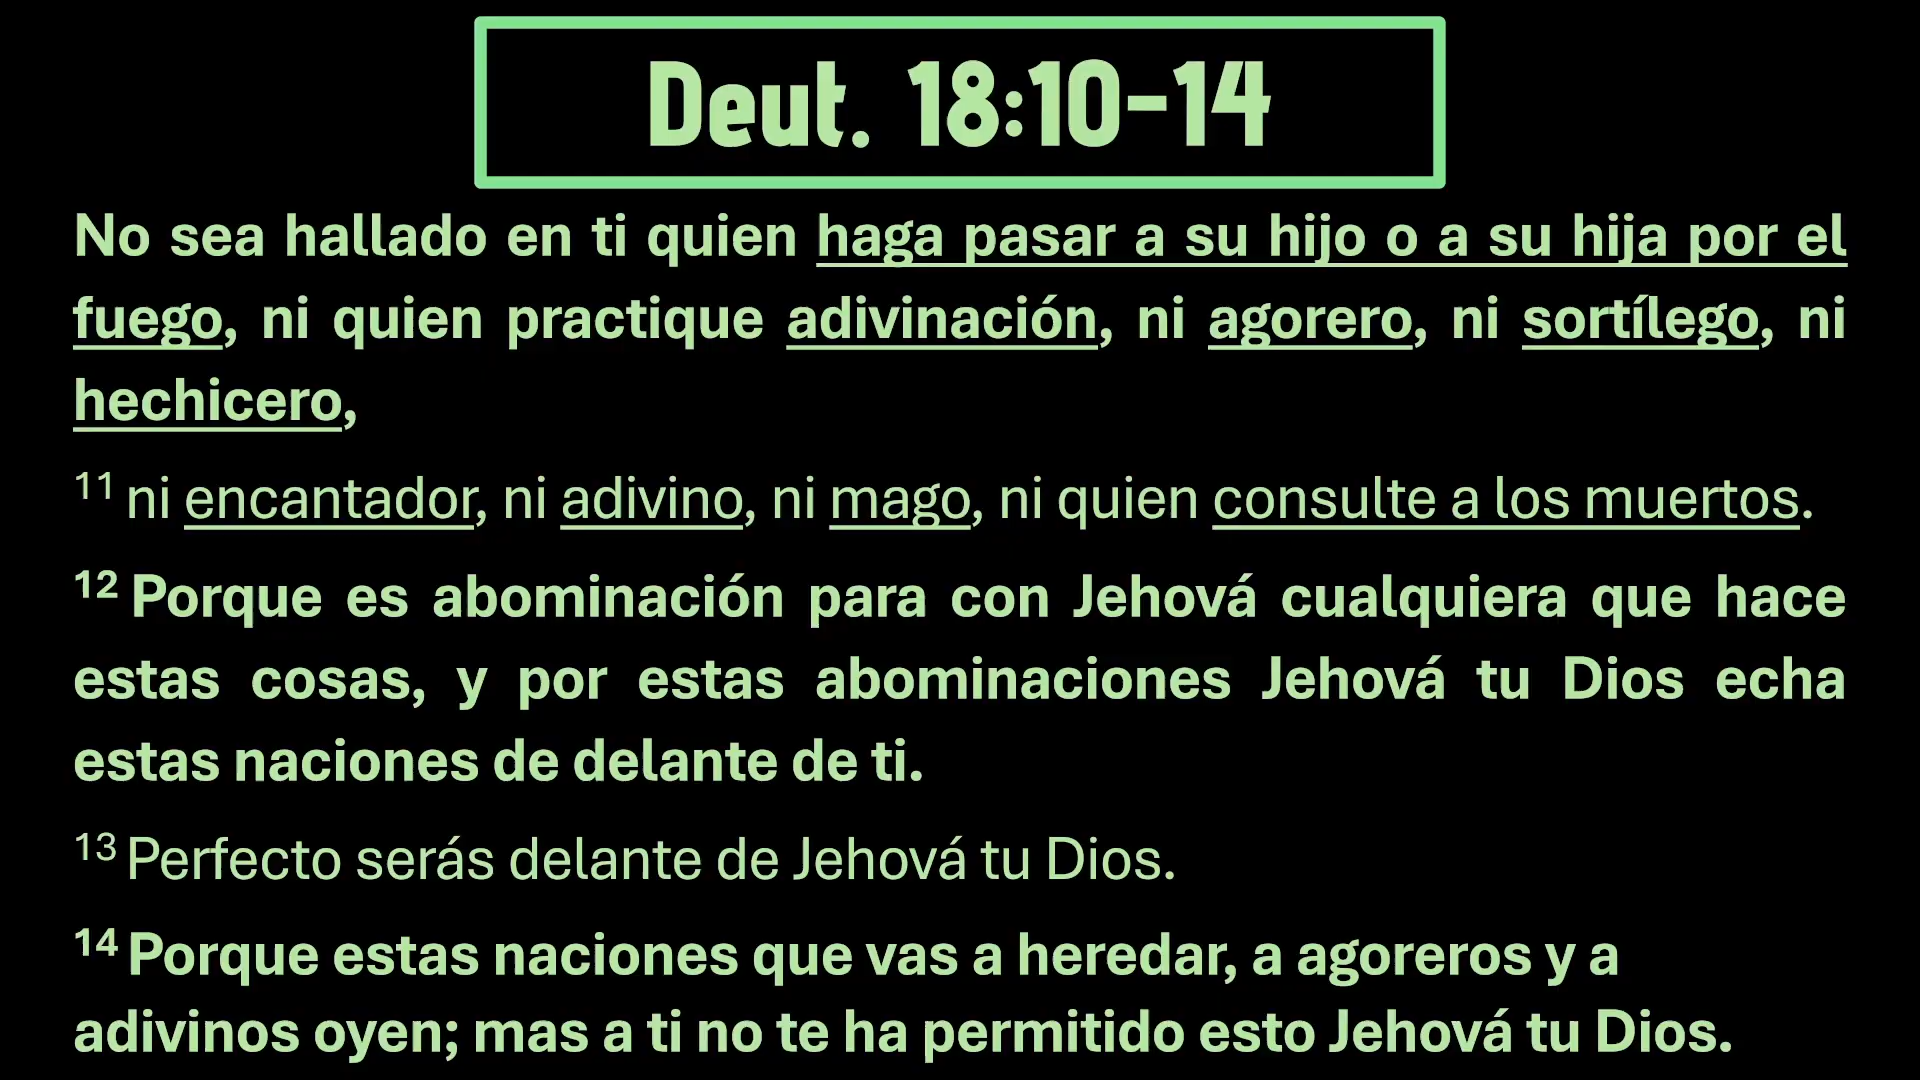 Deut. 18:10-14
No sea hallado en ti quien haga pasar a su hijo o a su hija por el
fuego, ni quien practique adivinación, ni agorero, ni sortílego, ni
hechicero,
11 ni encantador, ni adivino, ni mago, ni quien consulte a los muertos.
12 Porque es abominación para con Jehová cualquiera que hace
estas cosas, y por estas abominaciones Jehová tu Dios echa
estas naciones de delante de ti.
13 Perfecto serás delante de Jehová tu Dios.
14 Porque estas naciones que vas a heredar, a agoreros y a
adivinos oyen; mas a ti no te ha permitido esto Jehová tu Dios.